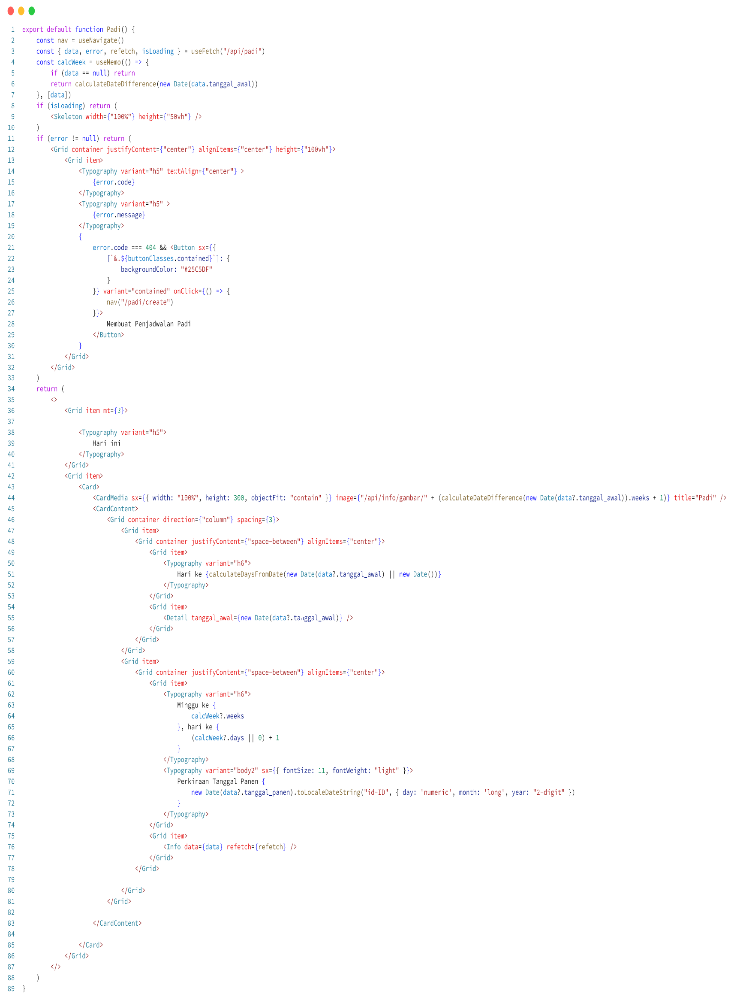 1 export default function Padi() {
2     const nav = useNavigate()
3     const { data, error, refetch, isLoading } = useFetch("/api/padi")
4     const calcWeek = useMemo(() => {
5         if (data == null) return
6         return calculateDateDifference(new Date(data.tanggal_awal))
7     }, [data])
8     if (isLoading) return (
9         <Skeleton width={"100%"} height={"50vh"} />
10     )
11     if (error != null) return (
12         <Grid container justifyContent={"center"} alignItems={"center"} height={"100vh"}>
13             <Grid item>
14                 <Typography variant="h5" textAlign={"center"} >
15                     {error.code}
16                 </Typography>
17                 <Typography variant="h5" >
18                     {error.message}
19                 </Typography>
20                 {
21                     error.code === 404 && <Button sx={{
22                         [`&.${buttonClasses.contained}`]: {
23                             backgroundColor: "#25C5DF"
24                         }
25                     }} variant="contained" onClick={() => {
26                         nav("/padi/create")
27                     }}>
28                         Membuat Penjadwalan Padi
29                     </Button>
30                 }
31             </Grid>
32         </Grid>
33     )
34     return (
35         <>
36             <Grid item mt={3}>
37
38                 <Typography variant="h5">
39                     Hari ini
40                 </Typography>
41             </Grid>
42             <Grid item>
43                 <Card>
44                     <CardMedia sx={{ width: "100%", height: 300, objectFit: "contain" }} image={"/api/info/gambar/" + (calculateDateDifference(new Date(data?.tanggal_awal)).weeks + 1)} title="Padi" />
45                     <CardContent>
46                         <Grid container direction={"column"} spacing={3}>
47                             <Grid item>
48                                 <Grid container justifyContent={"space-between"} alignItems={"center"}>
49                                     <Grid item>
50                                         <Typography variant="h6">
51                                             Hari ke {calculateDaysFromDate(new Date(data?.tanggal_awal) || new Date())}
52                                         </Typography>
53                                     </Grid>
54                                     <Grid item>
55                                         <Detail tanggal_awal={new Date(data?.tanggal_awal)} />
56                                     </Grid>
57                                 </Grid>
58                             </Grid>
59                             <Grid item>
60                                 <Grid container justifyContent={"space-between"} alignItems={"center"}>
61                                     <Grid item>
62                                         <Typography variant="h6">
63                                             Minggu ke {
64                                                 calcWeek?.weeks
65                                             }, hari ke {
66                                                 (calcWeek?.days || 0) + 1
67                                             }
68                                         </Typography>
69                                         <Typography variant="body2" sx={{ fontSize: 11, fontWeight: "light" }}>
70                                             Perkiraan Tanggal Panen {
71                                                 new Date(data?.tanggal_panen).toLocaleDateString("id-ID", { day: 'numeric', month: 'long', year: "2-digit" })
72                                             }
73                                         </Typography>
74                                     </Grid>
75                                     <Grid item>
76                                         <Info data={data} refetch={refetch} />
77                                     </Grid>
78                                 </Grid>
79
80                             </Grid>
81                         </Grid>
82
83                     </CardContent>
84
85                 </Card>
86             </Grid>
87         </>
88     )
89 }